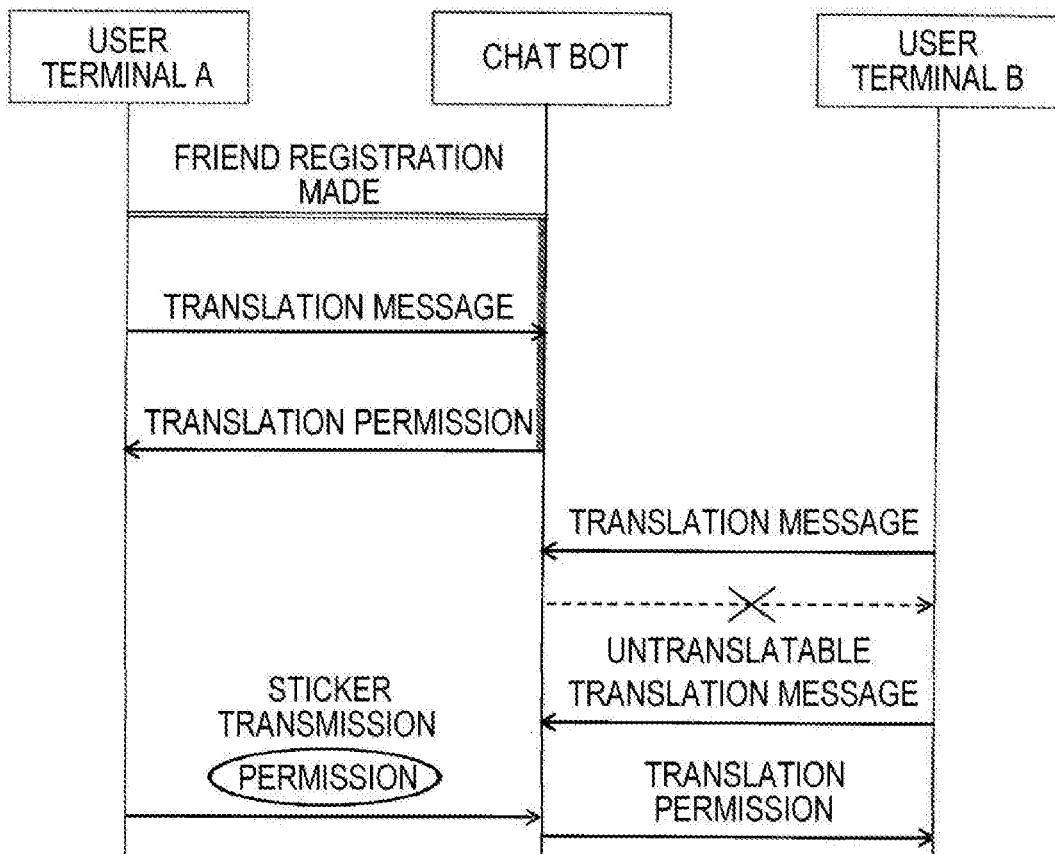 USER
TERMINAL A
CHAT BOT
USER
TERMINAL B
FRIEND REGISTRATION
MADE
TRANSLATION MESSAGE
TRANSLATION PERMISSION
TRANSLATION MESSAGE
UNTRANSLATABLE
TRANSLATION MESSAGE
STICKER
TRANSMISSION
PERMISSION
TRANSLATION
PERMISSION